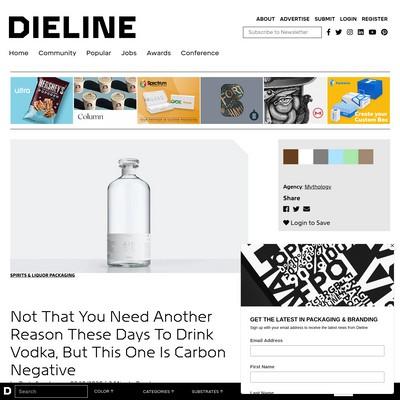 DIELINE
ABOUT ADVERTISE SUBMIT LOGIN REGISTER
Subscribe to Newsletter
Home Community Popular Jobs Awards Conference
ultra
HERSHEY'S
Column
Spectrum
Create your
Custom Box
Agency: Mythology
Share
Login to Save
SPIRITS & LIQUOR PACKAGING
Not That You Need Another
Reason These Days To Drink
Vodka, But This One Is Carbon
Negative
GET THE LATEST IN PACKAGING & BRANDING
Sign up with your email address to receive the latest news from Dieline
Email Address
First Name
Last Name
D Search COLOR CATEGORIES SUBSTRATES